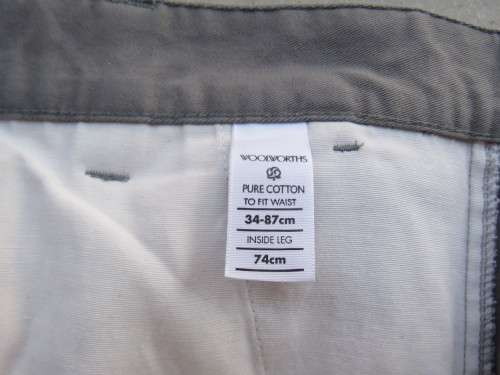 WOOLWORTHS
PURE COTTON
TO FIT WAIST
34-87cm
INSIDE LEG
74cm